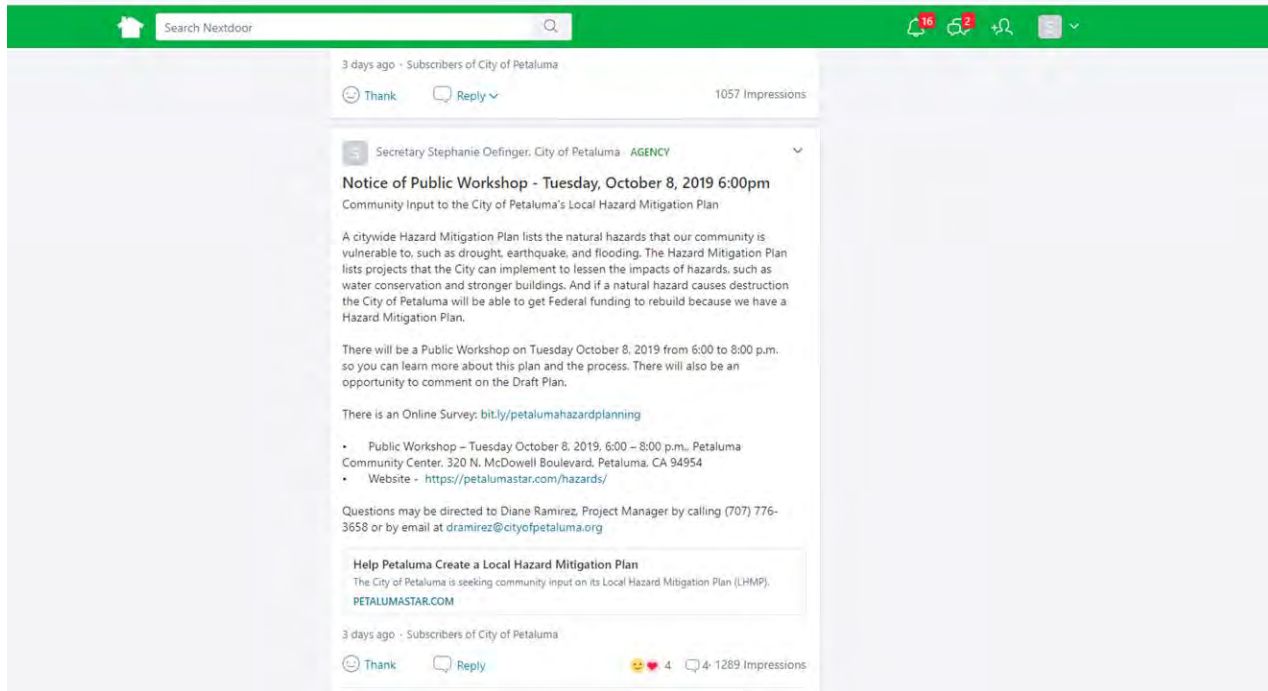 Search Nextdoor
16
2
S
3 days ago · Subscribers of City of Petaluma
Thank Reply 1057 Impressions
S Secretary Stephanie Oefinger, City of Petaluma AGENCY
Notice of Public Workshop - Tuesday, October 8, 2019 6:00pm
Community Input to the City of Petaluma's Local Hazard Mitigation Plan
A citywide Hazard Mitigation Plan lists the natural hazards that our community is
vulnerable to, such as drought, earthquake, and flooding. The Hazard Mitigation Plan
lists projects that the City can implement to lessen the impacts of hazards, such as
water conservation and stronger buildings. And if a natural hazard causes destruction
the City of Petaluma will be able to get Federal funding to rebuild because we have a
Hazard Mitigation Plan.
There will be a Public Workshop on Tuesday October 8, 2019 from 6:00 to 8:00 p.m.
so you can learn more about this plan and the process. There will also be an
opportunity to comment on the Draft Plan.
There is an Online Survey: bit.ly/petalumahazardplanning
• Public Workshop – Tuesday October 8, 2019, 6:00 – 8:00 p.m., Petaluma
Community Center, 320 N. McDowell Boulevard, Petaluma, CA 94954
• Website - https://petalumastar.com/hazards/
Questions may be directed to Diane Ramirez, Project Manager by calling (707) 776-
3658 or by email at dramirez@cityofpetaluma.org
Help Petaluma Create a Local Hazard Mitigation Plan
The City of Petaluma is seeking community input on its Local Hazard Mitigation Plan (LHMP).
PETALUMASTAR.COM
3 days ago · Subscribers of City of Petaluma
Thank Reply 4 4 · 1289 Impressions